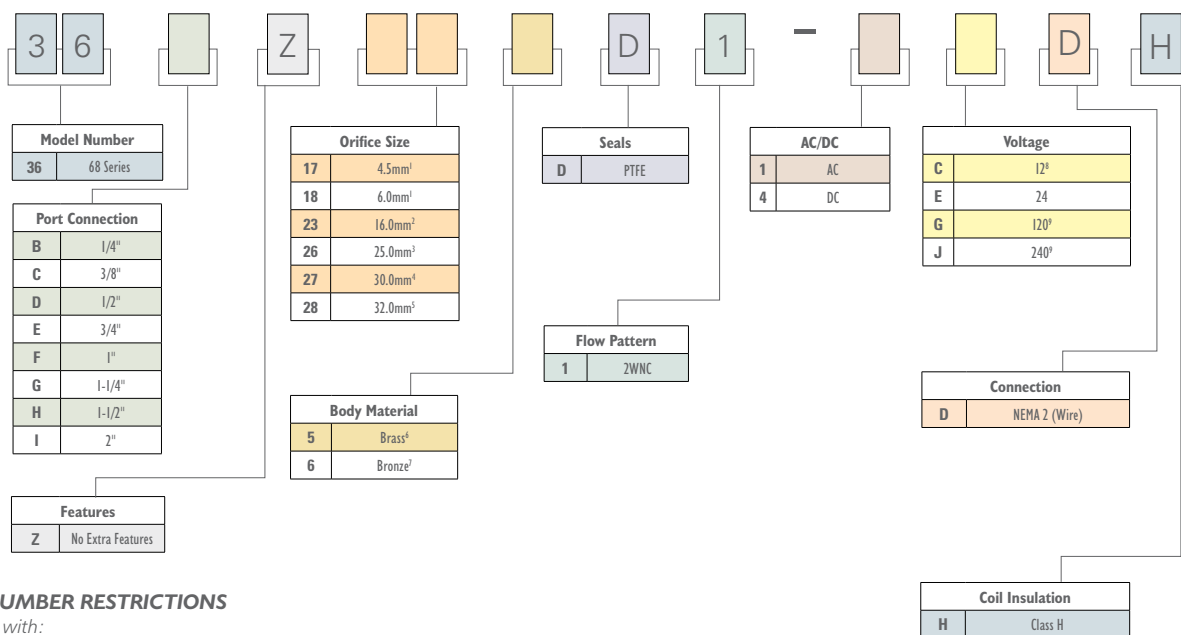 3 6 Z D 1 - D H
Model Number
36 68 Series
Port Connection
B 1/4"
C 3/8"
D 1/2"
E 3/4"
F 1"
G 1-1/4"
H 1-1/2"
I 2"
Features
Z No Extra Features
Orifice Size
17 4.5mm¹
18 6.0mm¹
23 16.0mm²
26 25.0mm³
27 30.0mm⁴
28 32.0mm⁵
Body Material
5 Brass⁶
6 Bronze⁷
Seals
D PTFE
Flow Pattern
1 2WNC
AC/DC
1 AC
4 DC
Voltage
C 12⁸
E 24
G 120⁹
J 240⁹
Connection
D NEMA 2 (Wire)
Coil Insulation
H Class H
UMBER RESTRICTIONS
with: